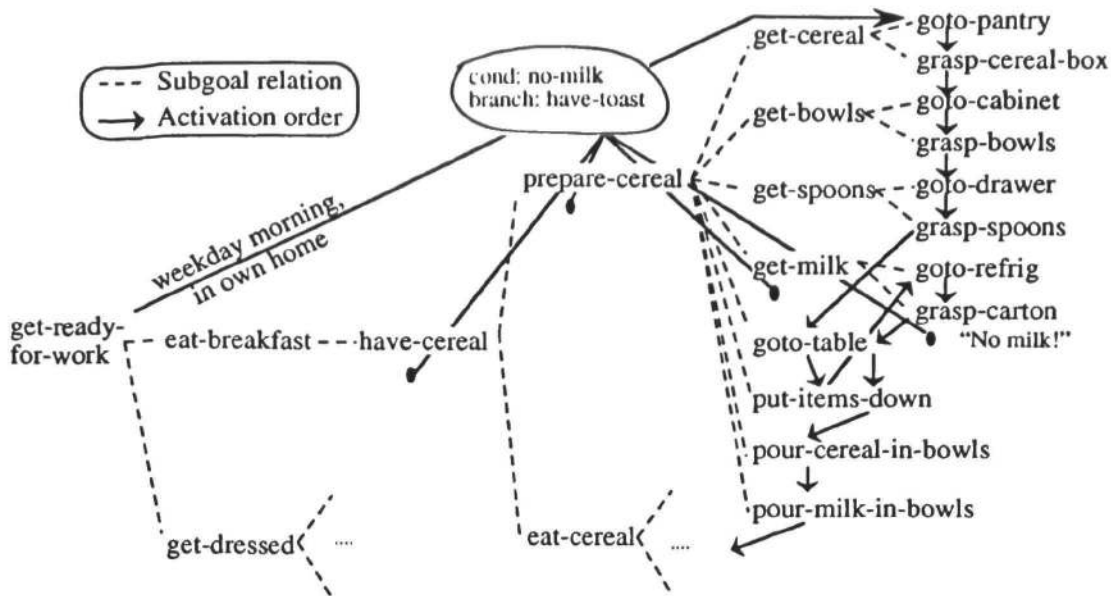 --- Subgoal relation
→ Activation order
cond: no-milk
branch: have-toast
weekday morning,
in own home
get-ready-
for-work
eat-breakfast
have-cereal
get-dressed
....
prepare-cereal
eat-cereal
....
get-cereal
goto-pantry
grasp-cereal-box
get-bowls
goto-cabinet
grasp-bowls
get-spoons
goto-drawer
grasp-spoons
get-milk
goto-refrig
grasp-carton
"No milk!"
goto-table
put-items-down
pour-cereal-in-bowls
pour-milk-in-bowls